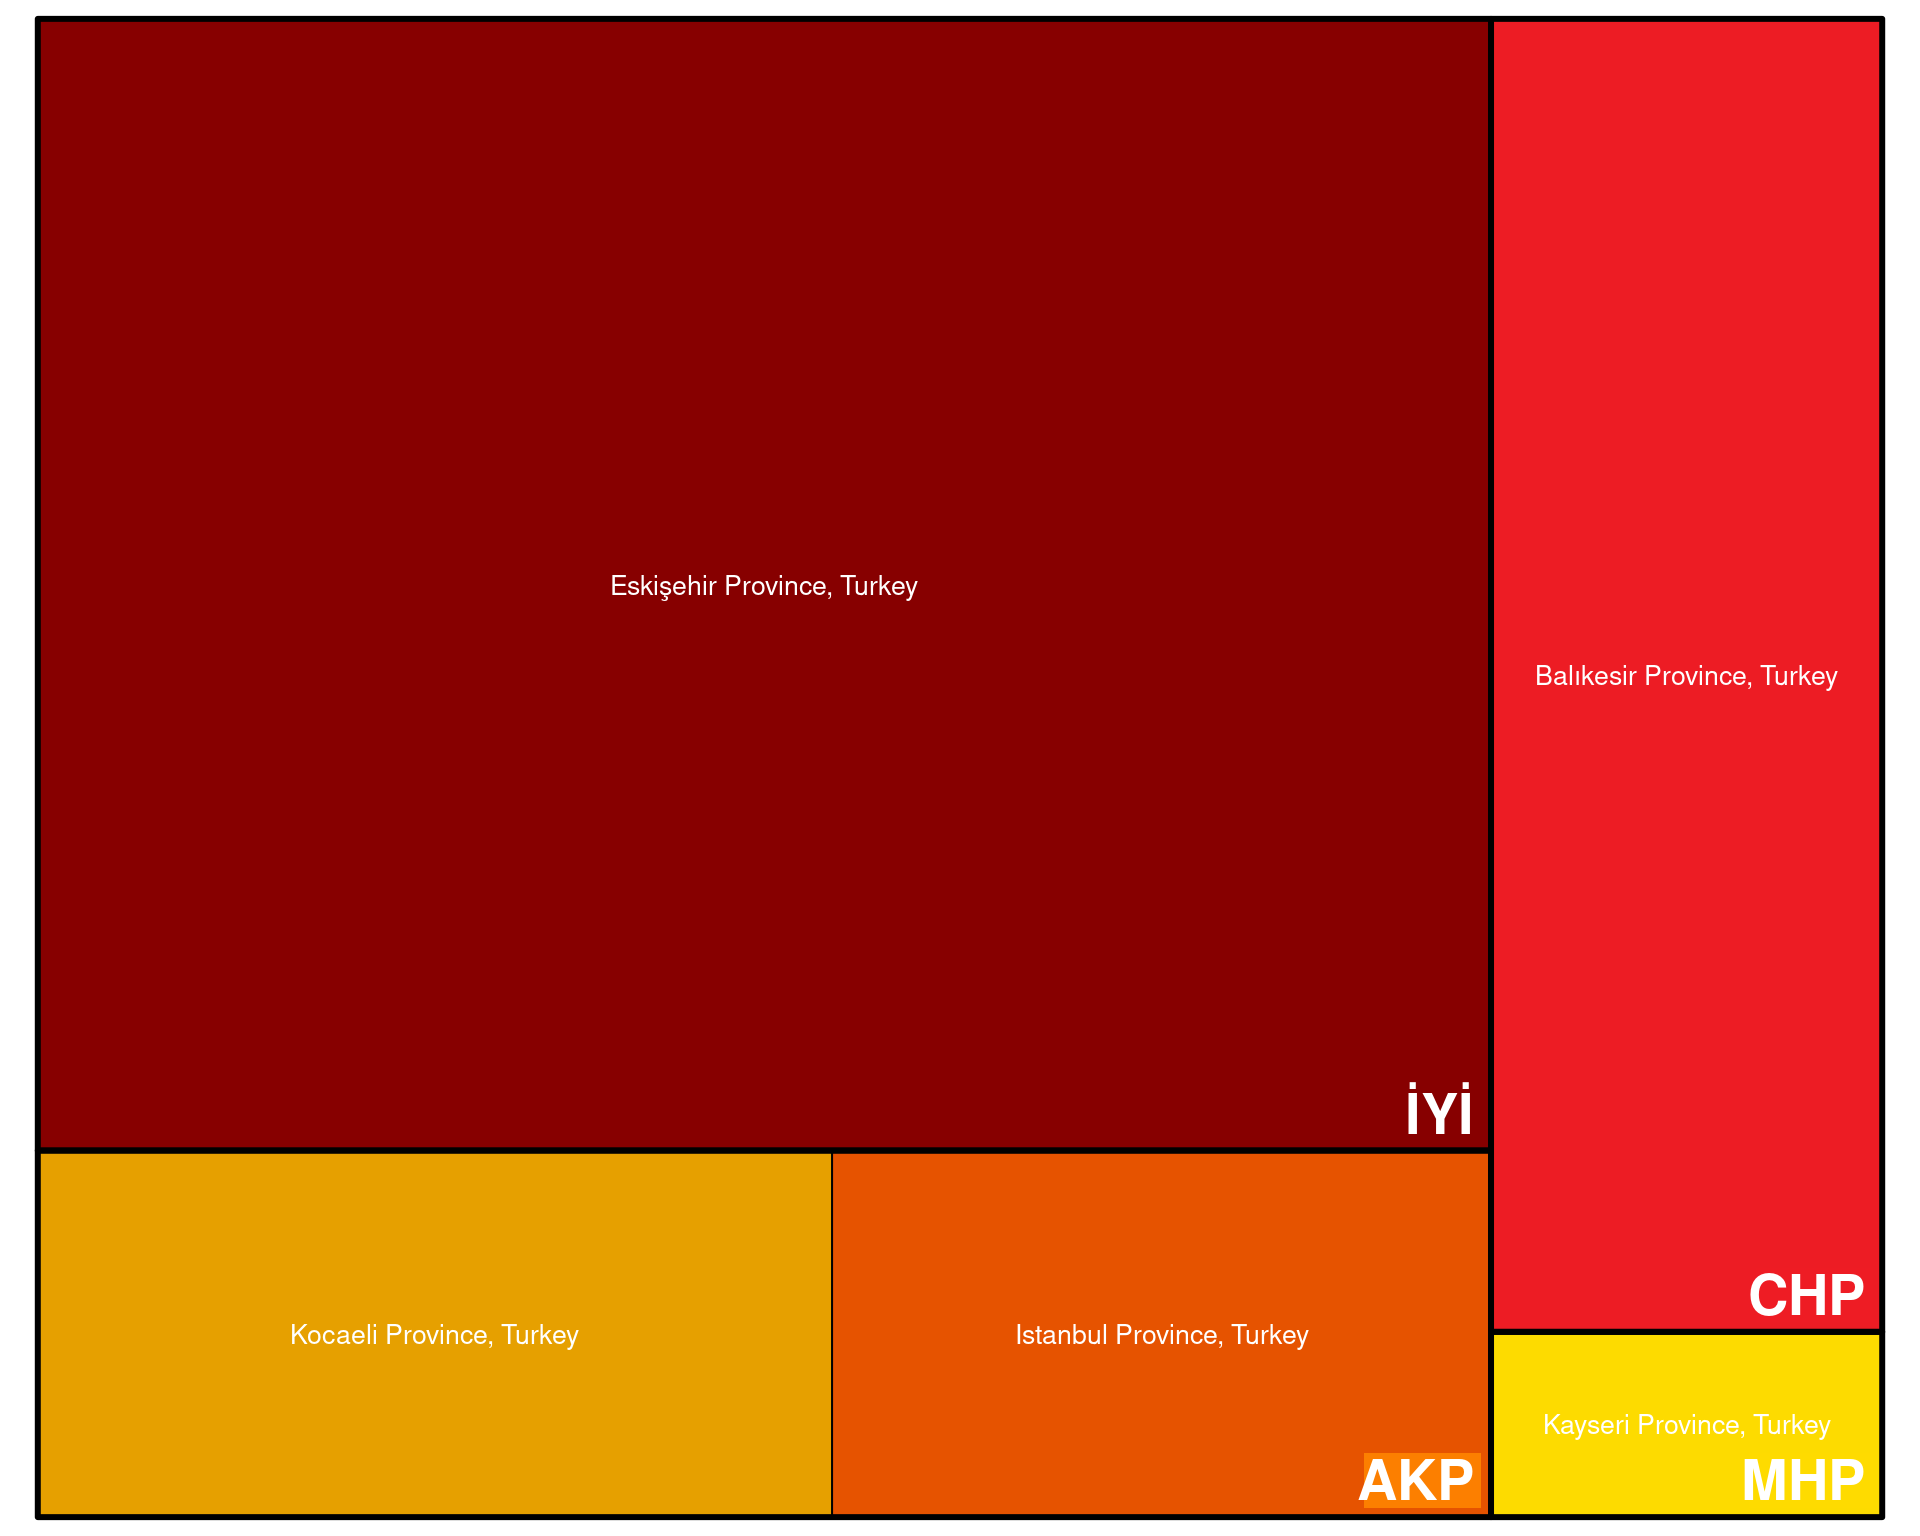 Eskişehir Province, Turkey
İYİ
Balıkesir Province, Turkey
CHP
Kocaeli Province, Turkey
Istanbul Province, Turkey
AKP
Kayseri Province, Turkey
MHP